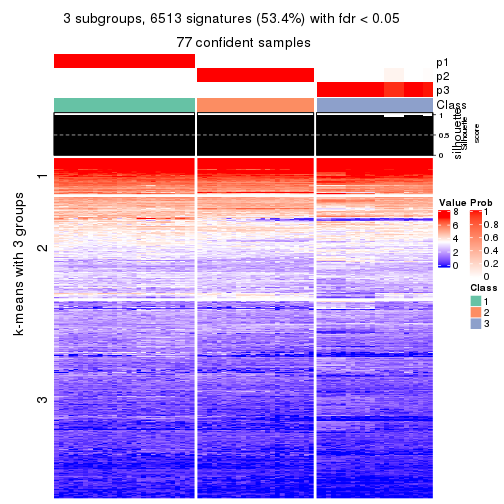 3 subgroups, 6513 signatures (53.4%) with fdr < 0.05
77 confident samples
p1
p2
p3
Class
silhouette
Silhouette
score
1
0.5
0
k-means with 3 groups
1
2
3
Value
8
6
4
2
0
Prob
1
0.8
0.6
0.4
0.2
0
Class
1
2
3